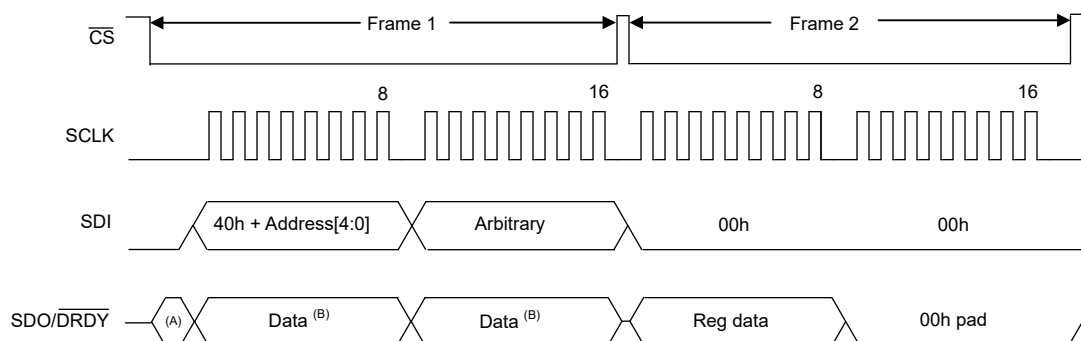 Frame 1 Frame 2
CS
8 16 8 16
SCLK
SDI 40h + Address[4:0] Arbitrary 00h 00h
SDO/DRDY (A) Data (B) Data (B) Reg data 00h pad